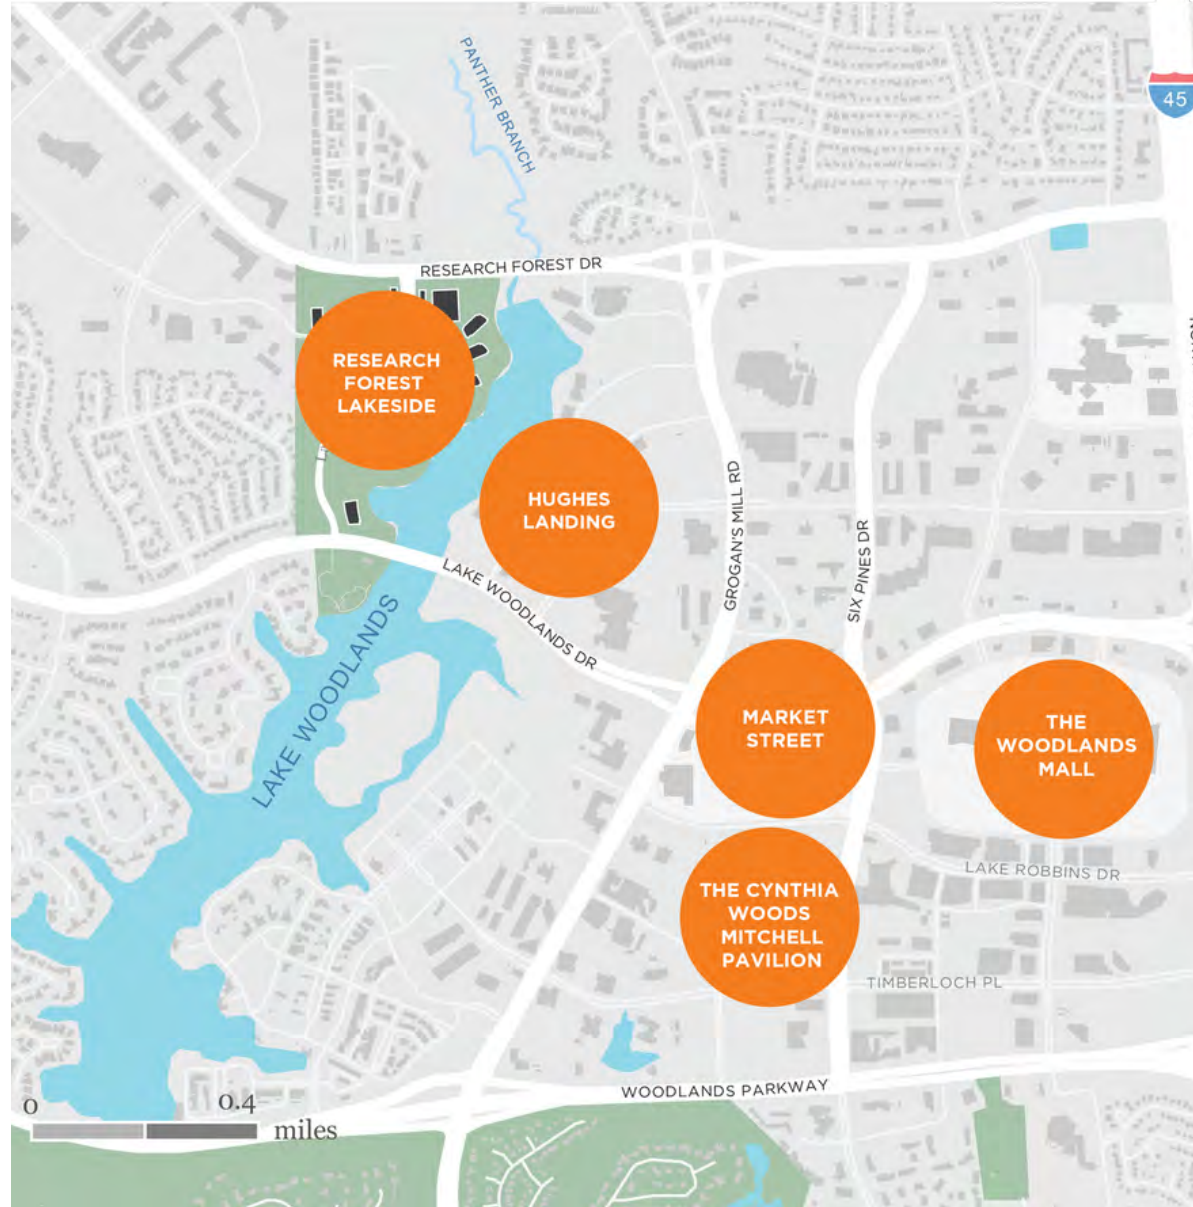 PANTHER BRANCH
45
RESEARCH FOREST DR
RESEARCH
FOREST
LAKESIDE
HUGHES
LANDING
GROGAN'S MILL RD
SIX PINES DR
LAKE WOODLANDS DR
LAKE WOODLANDS
MARKET
STREET
THE
WOODLANDS
MALL
LAKE ROBBINS DR
THE CYNTHIA
WOODS
MITCHELL
PAVILION
TIMBERLOCH PL
WOODLANDS PARKWAY
0 0.4
miles